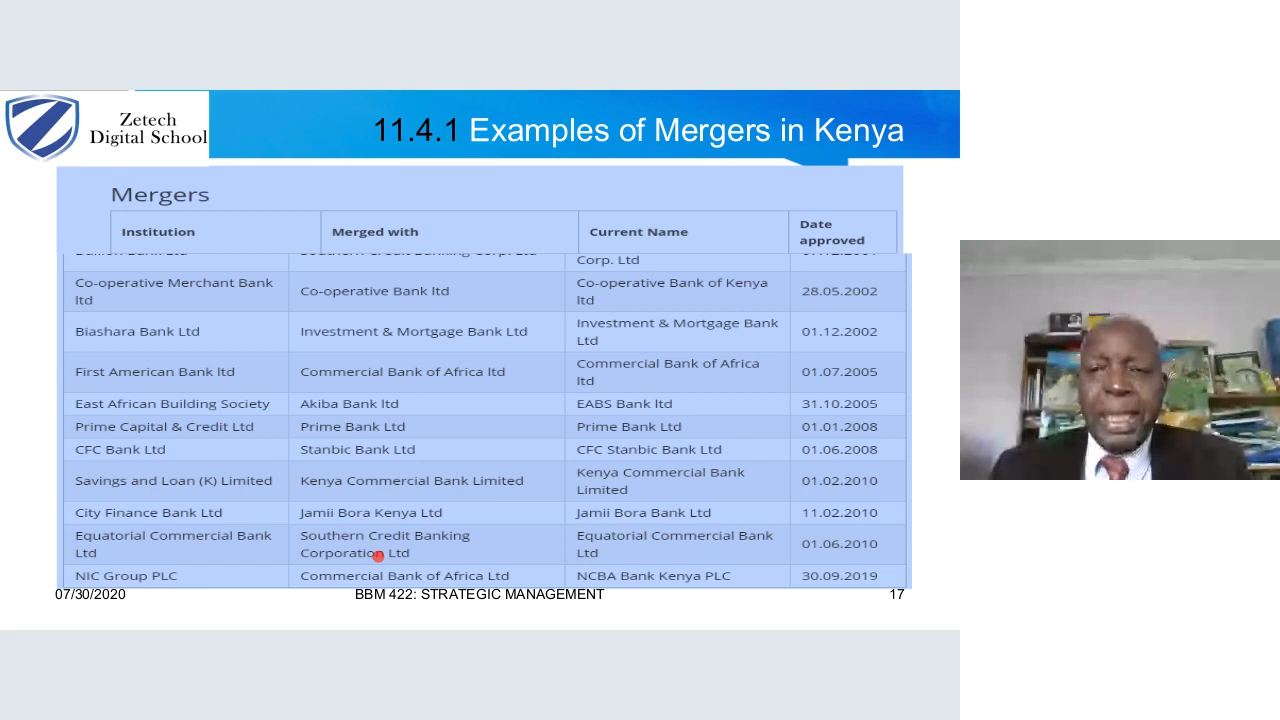 Zetech
Digital School
11.4.1 Examples of Mergers in Kenya
Mergers
Institution Merged with Current Name Date approved
Corp. Ltd
Co-operative Merchant Bank ltd Co-operative Bank ltd Co-operative Bank of Kenya ltd 28.05.2002
Biashara Bank Ltd Investment & Mortgage Bank Ltd Investment & Mortgage Bank Ltd 01.12.2002
First American Bank ltd Commercial Bank of Africa ltd Commercial Bank of Africa ltd 01.07.2005
East African Building Society Akiba Bank ltd EABS Bank ltd 31.10.2005
Prime Capital & Credit Ltd Prime Bank Ltd Prime Bank Ltd 01.01.2008
CFC Bank Ltd Stanbic Bank Ltd CFC Stanbic Bank Ltd 01.06.2008
Savings and Loan (K) Limited Kenya Commercial Bank Limited Kenya Commercial Bank Limited 01.02.2010
City Finance Bank Ltd Jamii Bora Kenya Ltd Jamii Bora Bank Ltd 11.02.2010
Equatorial Commercial Bank Ltd Southern Credit Banking Corporation Ltd Equatorial Commercial Bank Ltd 01.06.2010
NIC Group PLC Commercial Bank of Africa Ltd NCBA Bank Kenya PLC 30.09.2019
07/30/2020 BBM 422: STRATEGIC MANAGEMENT 17